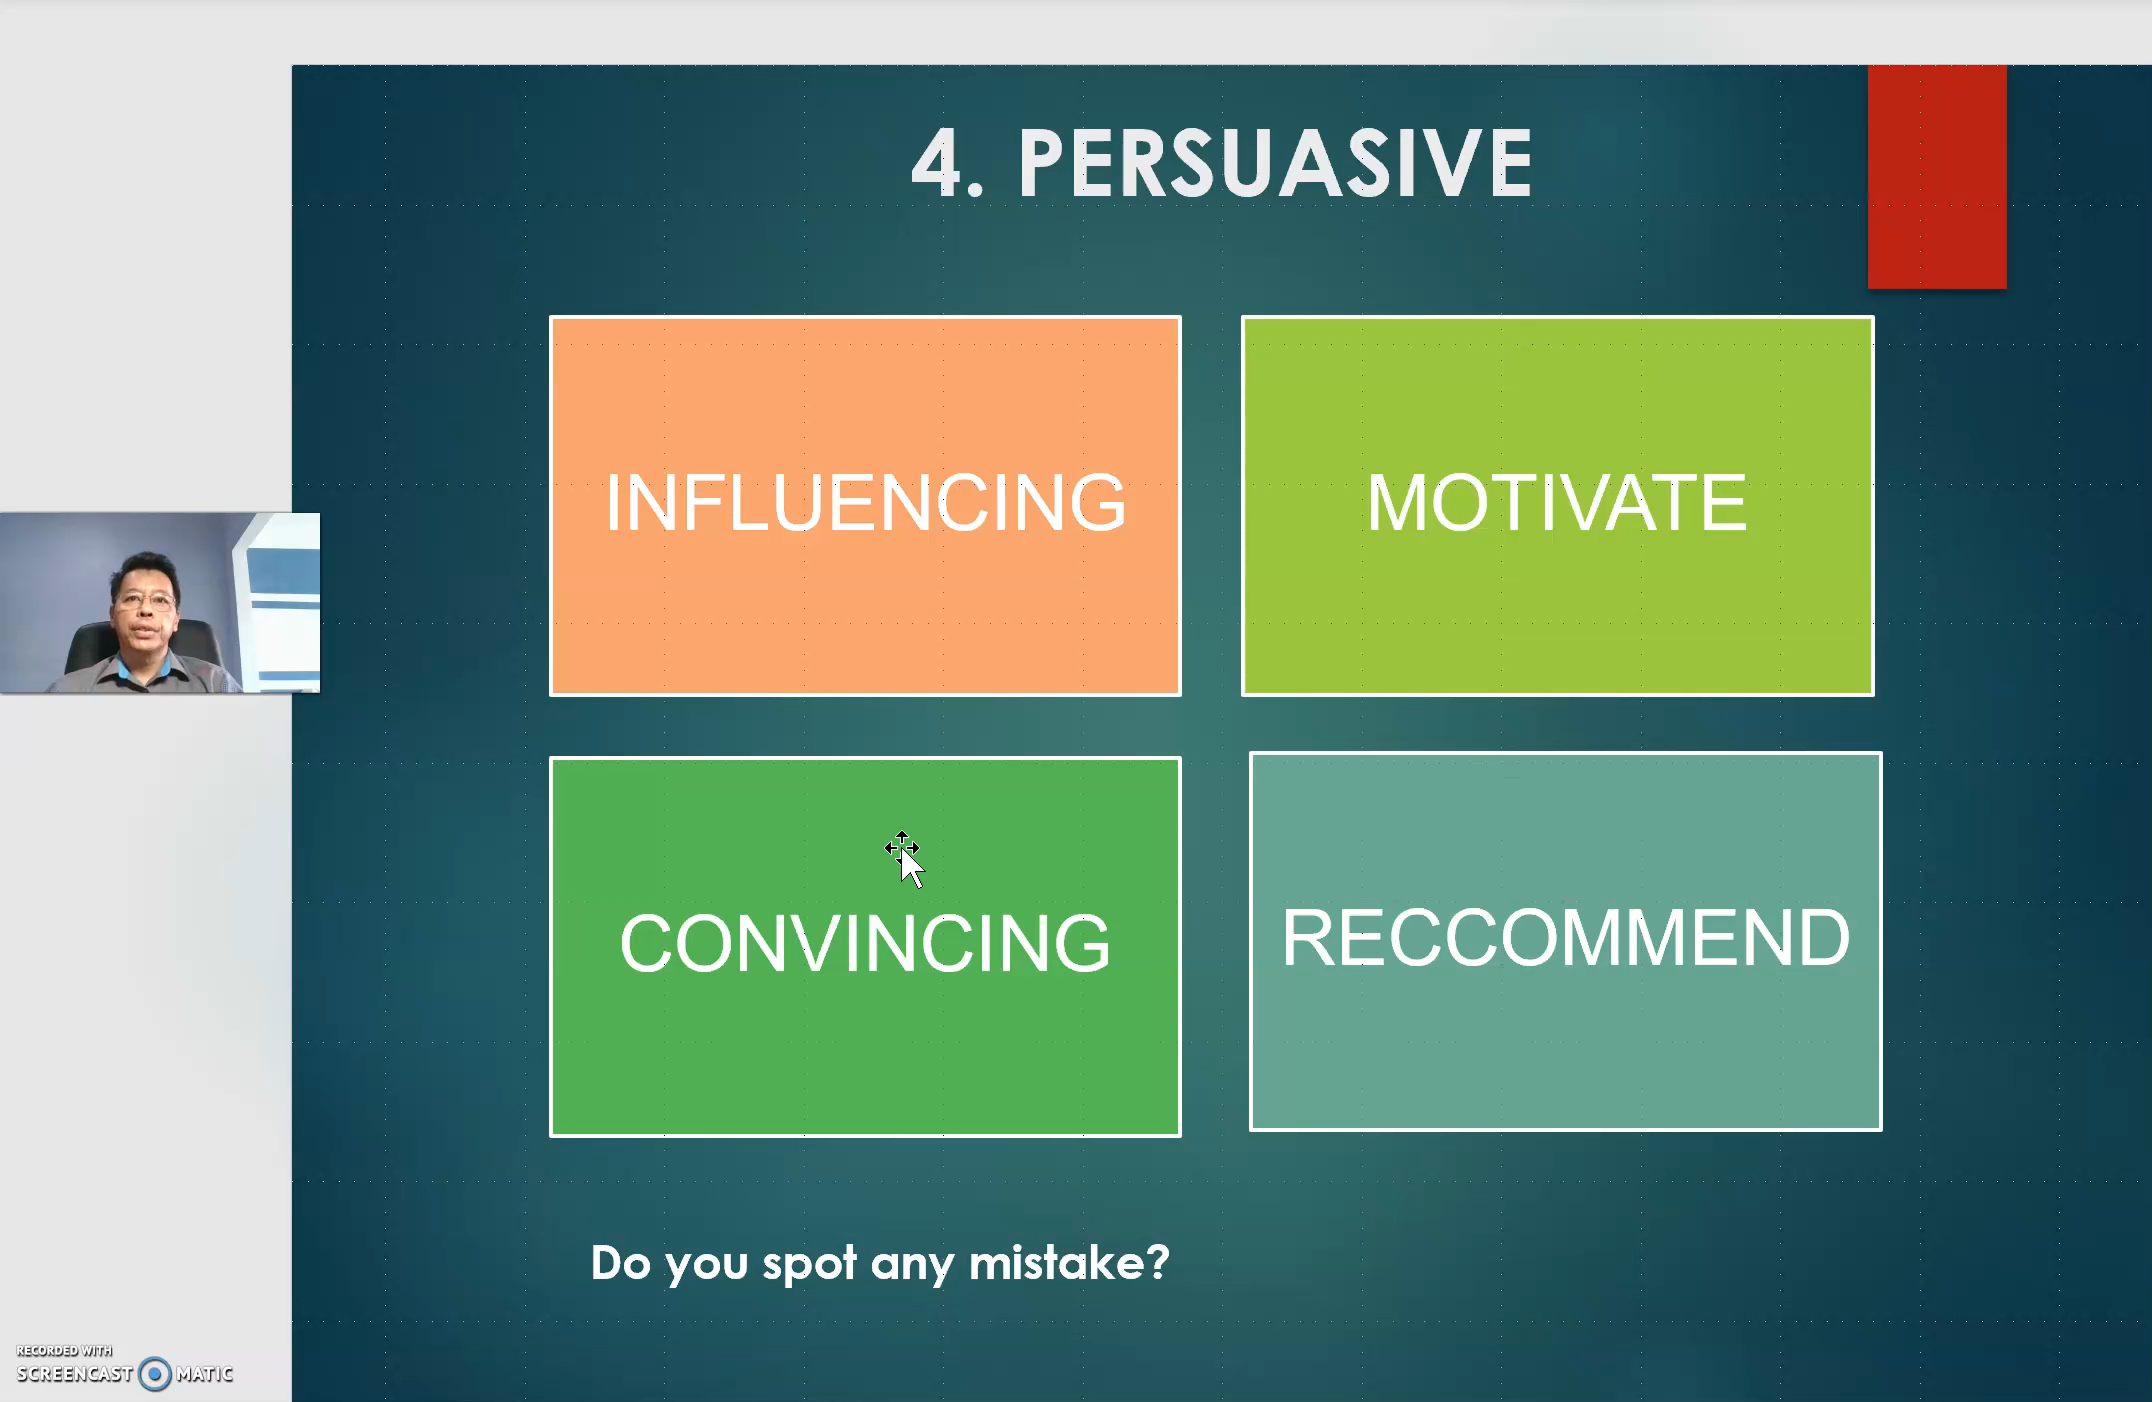 4. PERSUASIVE
INFLUENCING
MOTIVATE
CONVINCING
RECCOMMEND
Do you spot any mistake?
RECORDED WITH
SCREENCAST MATIC